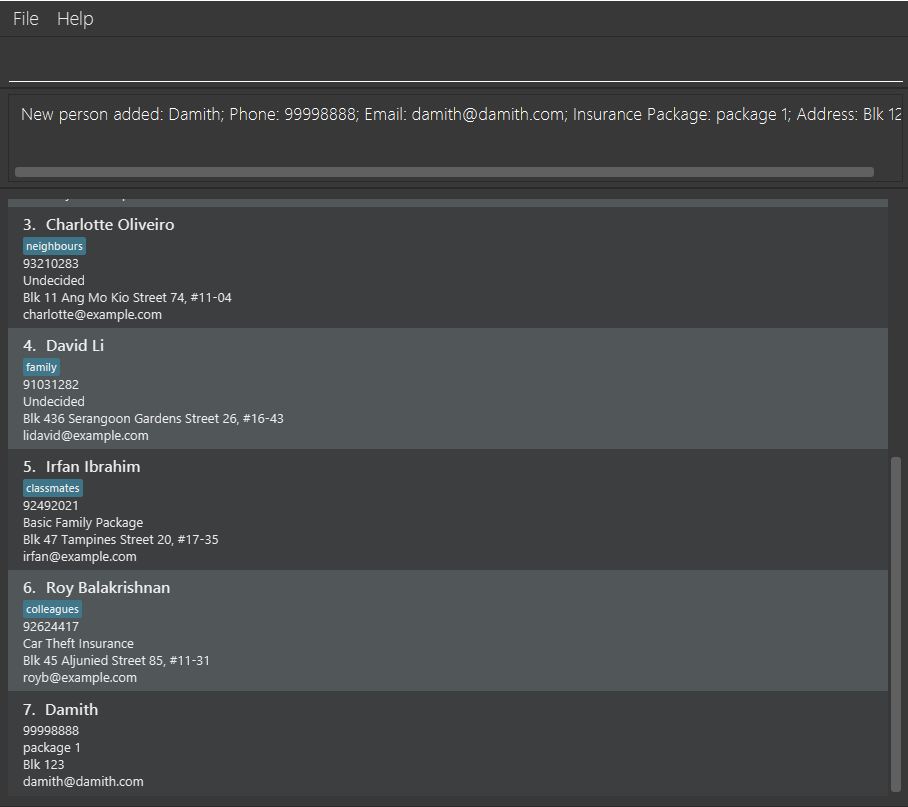 File Help
New person added: Damith; Phone: 99998888; Email: damith@damith.com; Insurance Package: package 1; Address: Blk 12
3. Charlotte Oliveiro
neighbours
93210283
Undecided
Blk 11 Ang Mo Kio Street 74, #11-04
charlotte@example.com
4. David Li
family
91031282
Undecided
Blk 436 Serangoon Gardens Street 26, #16-43
lidavid@example.com
5. Irfan Ibrahim
classmates
92492021
Basic Family Package
Blk 47 Tampines Street 20, #17-35
irfan@example.com
6. Roy Balakrishnan
colleagues
92624417
Car Theft Insurance
Blk 45 Aljunied Street 85, #11-31
royb@example.com
7. Damith
99998888
package 1
Blk 123
damith@damith.com